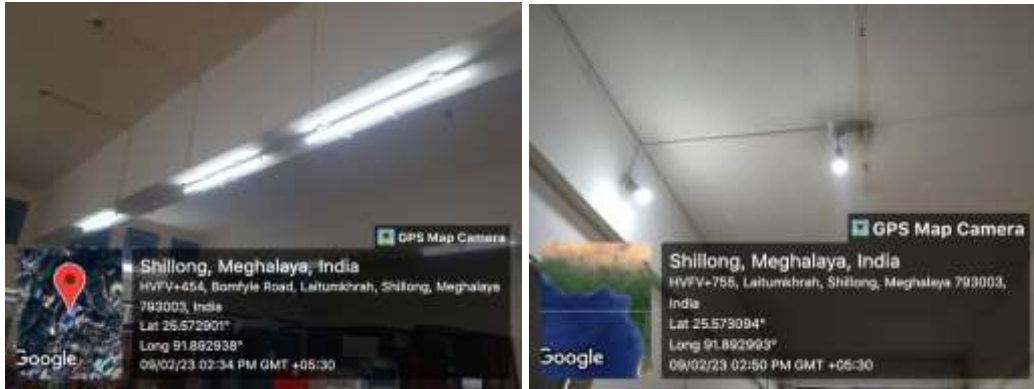 GPS Map Camera
Shillong, Meghalaya, India
HVFV+454, Bomfyle Road, Laitumkhrah, Shillong, Meghalaya
793003, India
Lat 25.572901°
Long 91.892938°
09/02/23 02:34 PM GMT +05:30
Google
GPS Map Camera
Shillong, Meghalaya, India
HVFV+755, Laitumkhrah, Shillong, Meghalaya 793003,
India
Lat 25.573094°
Long 91.892993°
09/02/23 02:50 PM GMT +05:30
Google